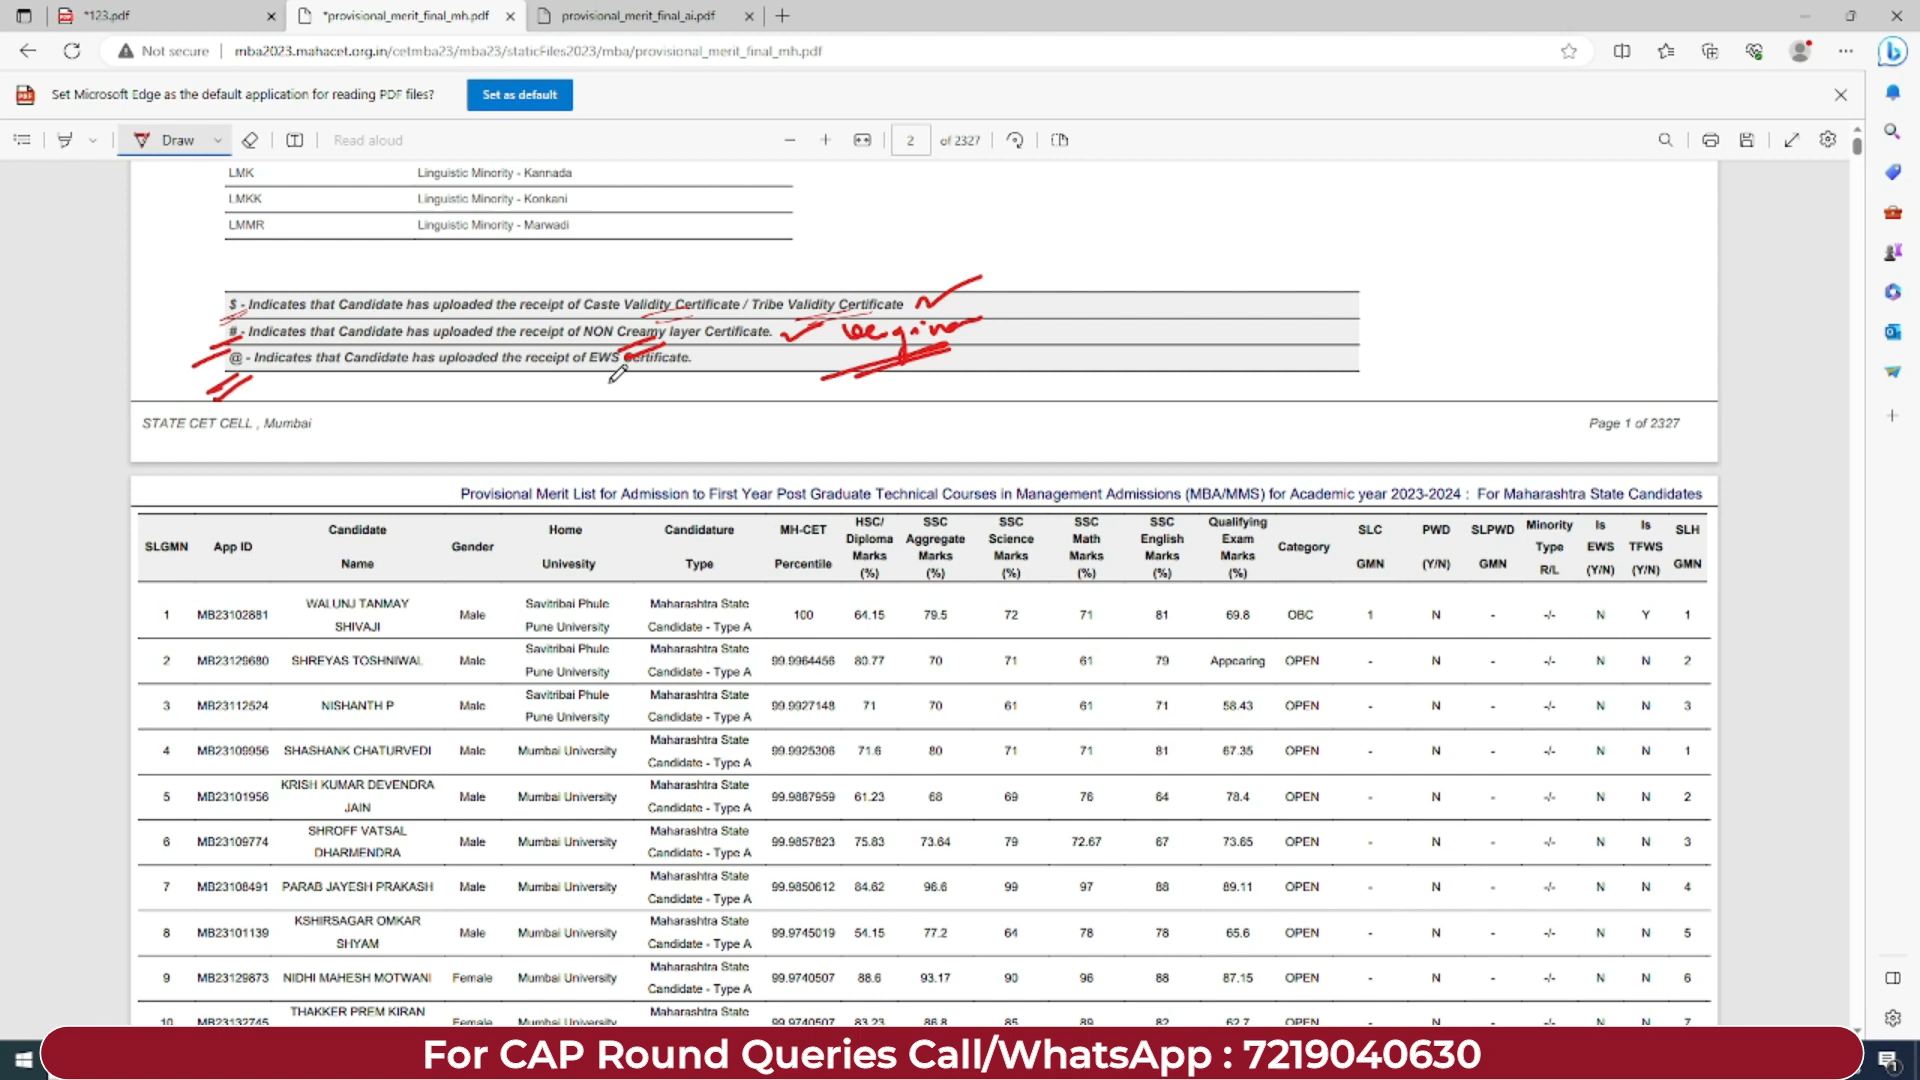 *123.pdf
*provisional_merit_final_mh.pdf
provisional_merit_final_ai.pdf
Not secure
mba2023.mahacet.org.in/cetmba23/mba23/staticFiles2023/mba/provisional_merit_final_mh.pdf
Set Microsoft Edge as the default application for reading PDF files?
Set as default
Draw
Read aloud
2
of 2327
LMK Linguistic Minority - Kannada
LMKK Linguistic Minority - Konkani
LMMR Linguistic Minority - Marwadi
$ - Indicates that Candidate has uploaded the receipt of Caste Validity Certificate / Tribe Validity Certificate
# - Indicates that Candidate has uploaded the receipt of NON Creamy layer Certificate.
@ - Indicates that Candidate has uploaded the receipt of EWS Certificate.
STATE CET CELL , Mumbai
Page 1 of 2327
Provisional Merit List for Admission to First Year Post Graduate Technical Courses in Management Admissions (MBA/MMS) for Academic year 2023-2024 : For Maharashtra State Candidates
SLGMN App ID Candidate Name Gender Home Univesity Candidature Type MH-CET Percentile HSC/ Diploma Marks (%) SSC Aggregate Marks (%) SSC Science Marks (%) SSC Math Marks (%) SSC English Marks (%) Qualifying Exam Marks (%) Category SLC GMN PWD (Y/N) SLPWD GMN Minority Type R/L Is EWS (Y/N) Is TFWS (Y/N) SLH GMN
1 MB23102881 WALUNJ TANMAY SHIVAJI Male Savitribai Phule Pune University Maharashtra State Candidate - Type A 100 64.15 79.5 72 71 81 69.8 OBC 1 N - -/- N Y 1
2 MB23129680 SHREYAS TOSHNIWAL Male Savitribai Phule Pune University Maharashtra State Candidate - Type A 99.9964456 80.77 70 71 61 79 Appearing OPEN - N - -/- N N 2
3 MB23112524 NISHANTH P Male Savitribai Phule Pune University Maharashtra State Candidate - Type A 99.9927148 71 70 61 61 71 58.43 OPEN - N - -/- N N 3
4 MB23109956 SHASHANK CHATURVEDI Male Mumbai University Maharashtra State Candidate - Type A 99.9925306 71.6 80 71 71 81 67.35 OPEN - N - -/- N N 1
5 MB23101956 KRISH KUMAR DEVENDRA JAIN Male Mumbai University Maharashtra State Candidate - Type A 99.9887959 61.23 68 69 76 64 78.4 OPEN - N - -/- N N 2
6 MB23109774 SHROFF VATSAL DHARMENDRA Male Mumbai University Maharashtra State Candidate - Type A 99.9857823 75.83 73.64 79 72.67 67 73.65 OPEN - N - -/- N N 3
7 MB23108491 PARAB JAYESH PRAKASH Male Mumbai University Maharashtra State Candidate - Type A 99.9850612 84.62 96.6 99 97 88 89.11 OPEN - N - -/- N N 4
8 MB23101139 KSHIRSAGAR OMKAR SHYAM Male Mumbai University Maharashtra State Candidate - Type A 99.9745019 54.15 77.2 64 78 78 65.6 OPEN - N - -/- N N 5
9 MB23129873 NIDHI MAHESH MOTWANI Female Mumbai University Maharashtra State Candidate - Type A 99.9740507 88.6 93.17 90 96 88 87.15 OPEN - N - -/- N N 6
10 MB23132745 THAKKER PREM KIRAN Female Mumbai University Maharashtra State 99.9740507 83.23 86.8 85 89 82 62.7 OPEN - N - -/- N N 7
For CAP Round Queries Call/WhatsApp : 7219040630